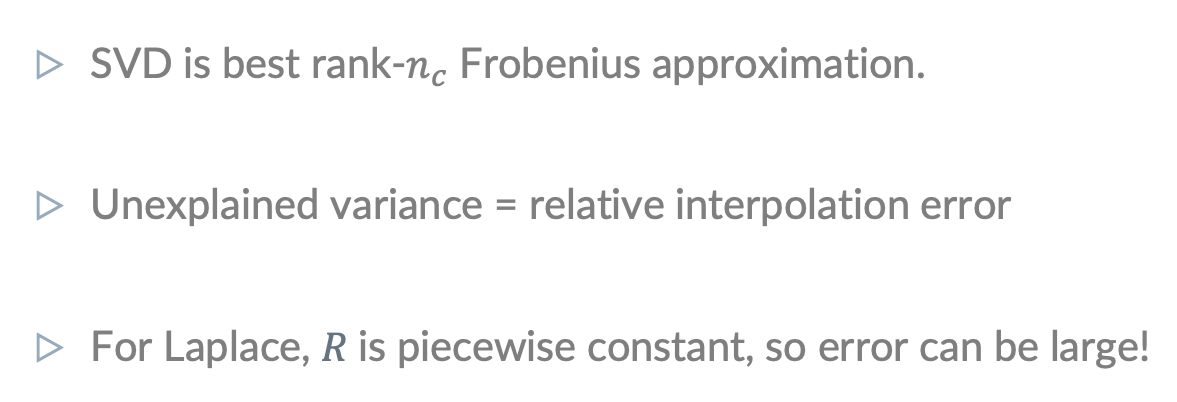 ▷ SVD is best rank-$n_c$ Frobenius approximation.
▷ Unexplained variance = relative interpolation error
▷ For Laplace, $R$ is piecewise constant, so error can be large!